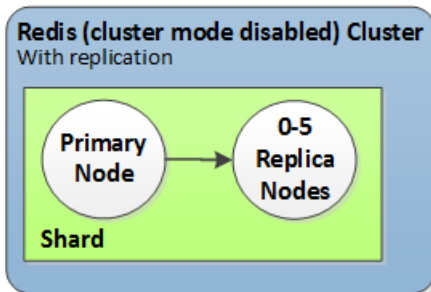 Redis (cluster mode disabled) Cluster
With replication
Primary
Node
0-5
Replica
Nodes
Shard